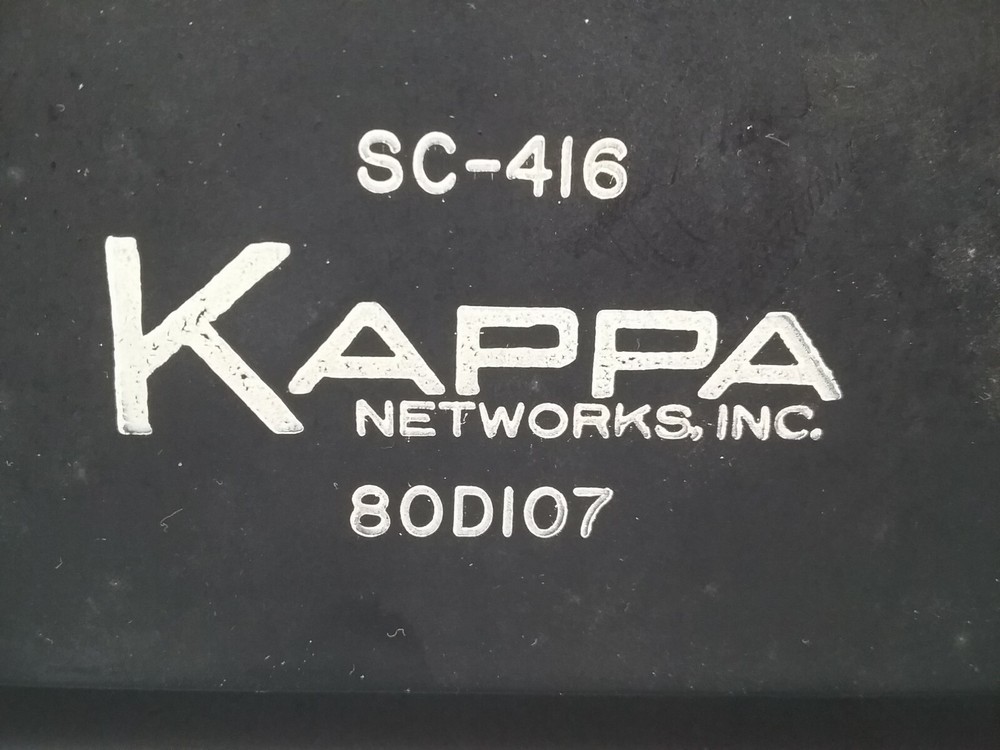 SC-416
KAPPA
NETWORKS, INC.
80D107